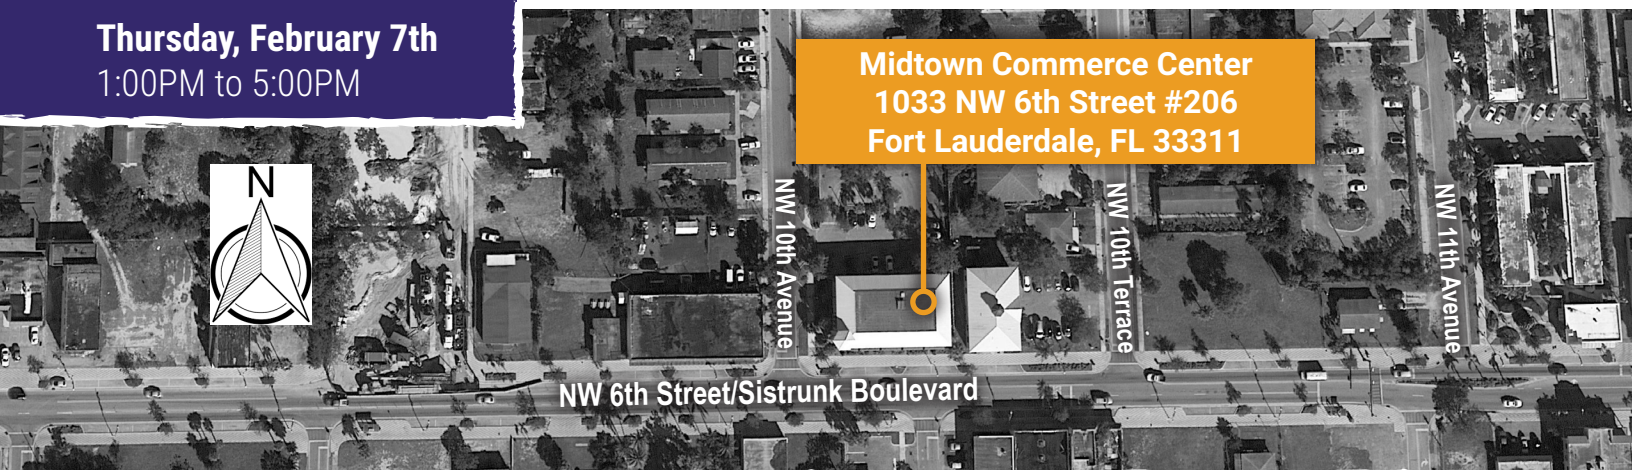 Thursday, February 7th
1:00PM to 5:00PM
Midtown Commerce Center
1033 NW 6th Street #206
Fort Lauderdale, FL 33311
N
NW 10th Avenue
NW 10th Terrace
NW 11th Avenue
NW 6th Street/Sistrunk Boulevard